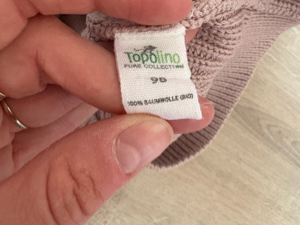 Topolino
PURE COLLECTION
98
100% BAUMWOLLE (BIO)